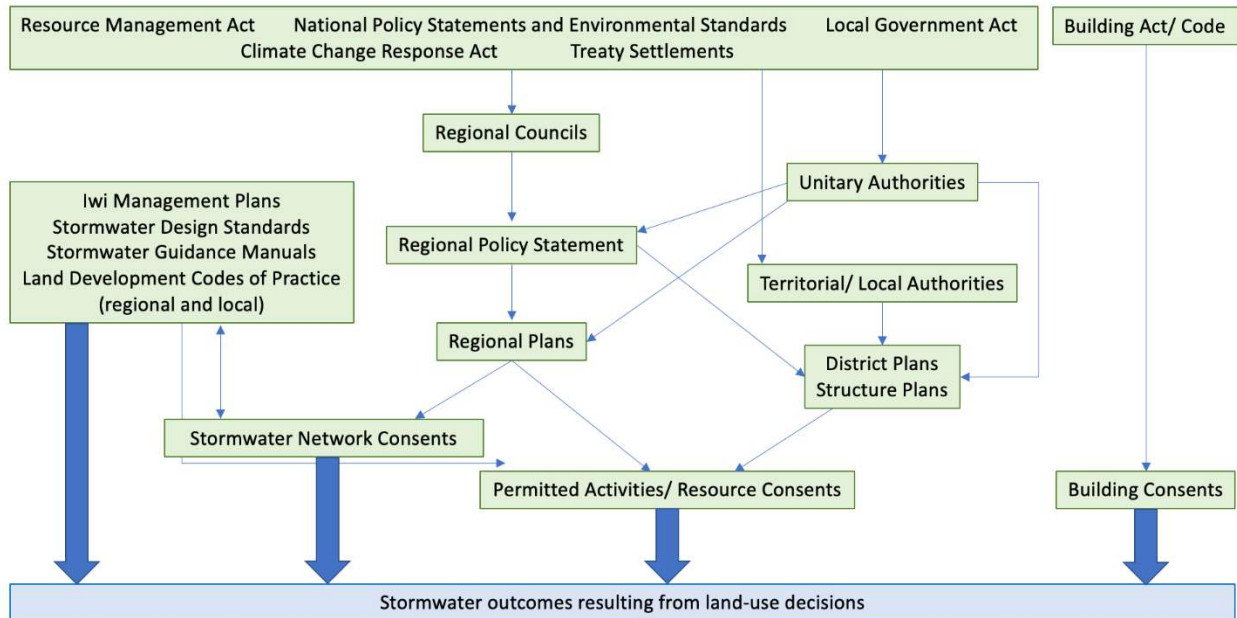 Resource Management Act National Policy Statements and Environmental Standards Local Government Act
Climate Change Response Act Treaty Settlements
Building Act/ Code
Regional Councils
Unitary Authorities
Iwi Management Plans
Stormwater Design Standards
Stormwater Guidance Manuals
Land Development Codes of Practice
(regional and local)
Regional Policy Statement
Territorial/ Local Authorities
Regional Plans
District Plans
Structure Plans
Stormwater Network Consents
Permitted Activities/ Resource Consents
Building Consents
Stormwater outcomes resulting from land-use decisions